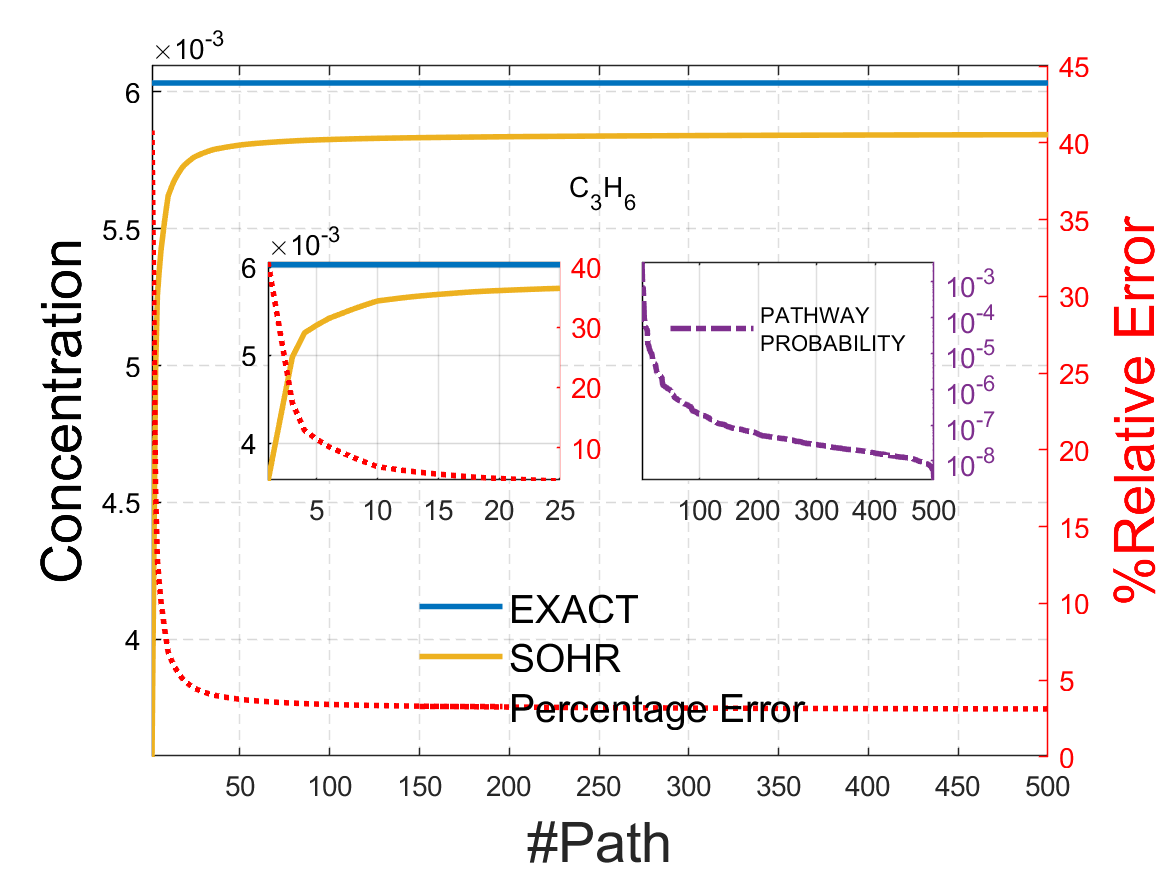 ×10⁻³
6
5.5
5
4.5
4
Concentration
45
40
35
30
25
20
15
10
5
0
%Relative Error
C₃H₆
×10⁻³
6
5
4
40
30
20
10
5 10 15 20 25
PATHWAY
PROBABILITY
10⁻³
10⁻⁴
10⁻⁵
10⁻⁶
10⁻⁷
10⁻⁸
100 200 300 400 500
EXACT
SOHR
Percentage Error
50 100 150 200 250 300 350 400 450 500
#Path